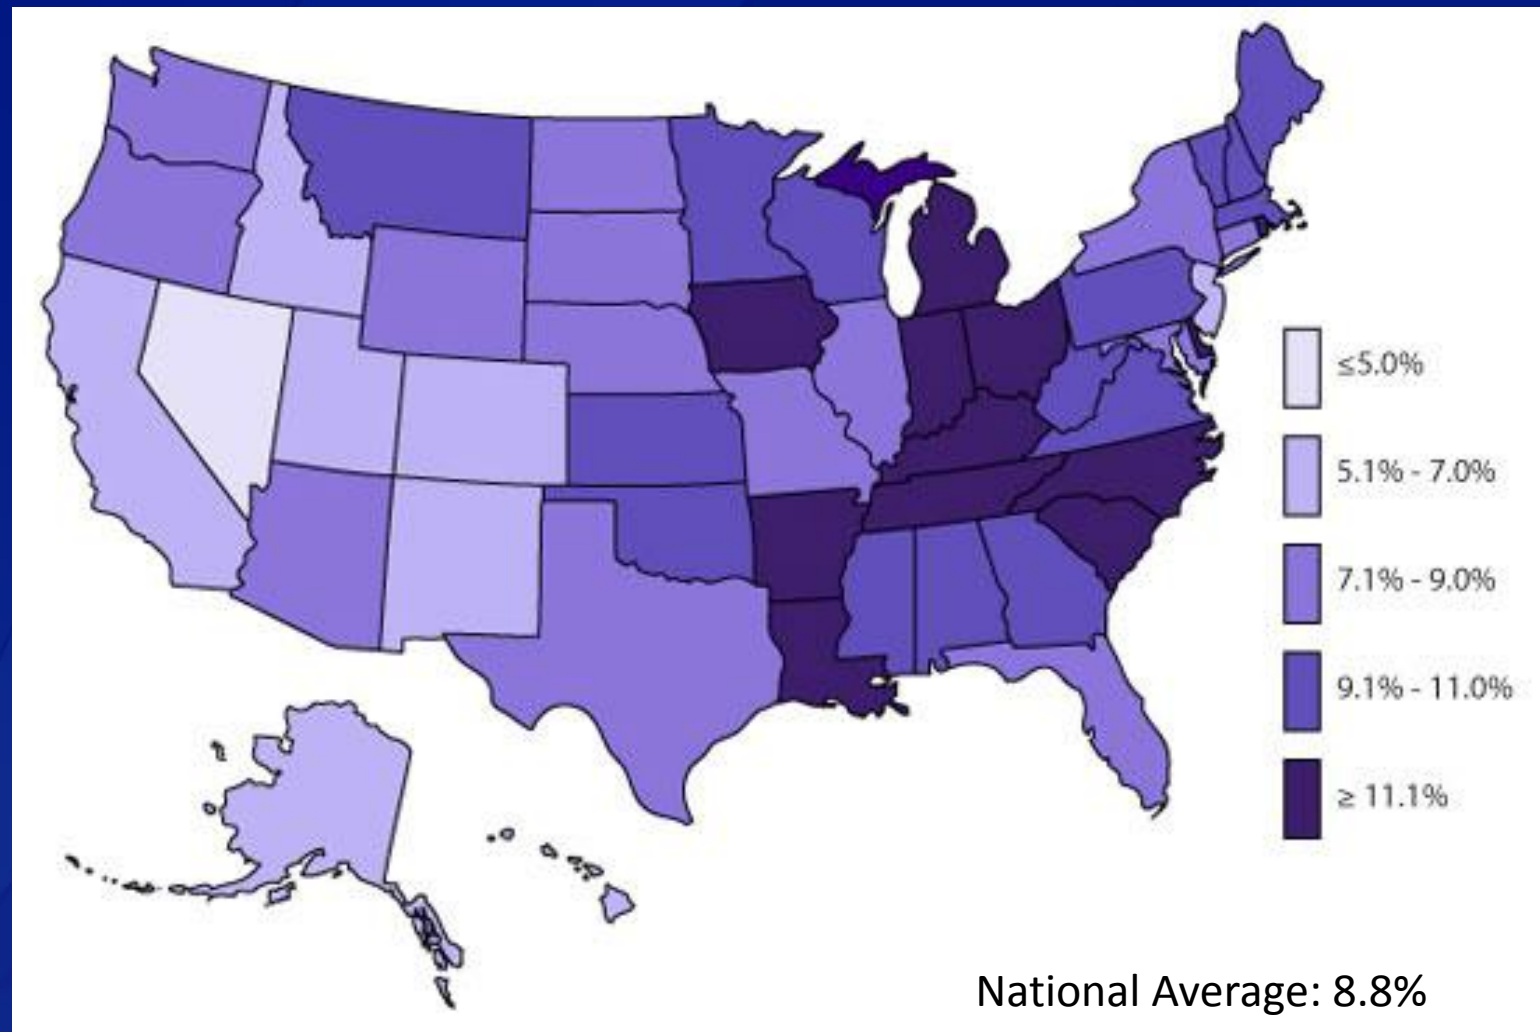 ≤5.0%
5.1% - 7.0%
7.1% - 9.0%
9.1% - 11.0%
≥ 11.1%
National Average: 8.8%